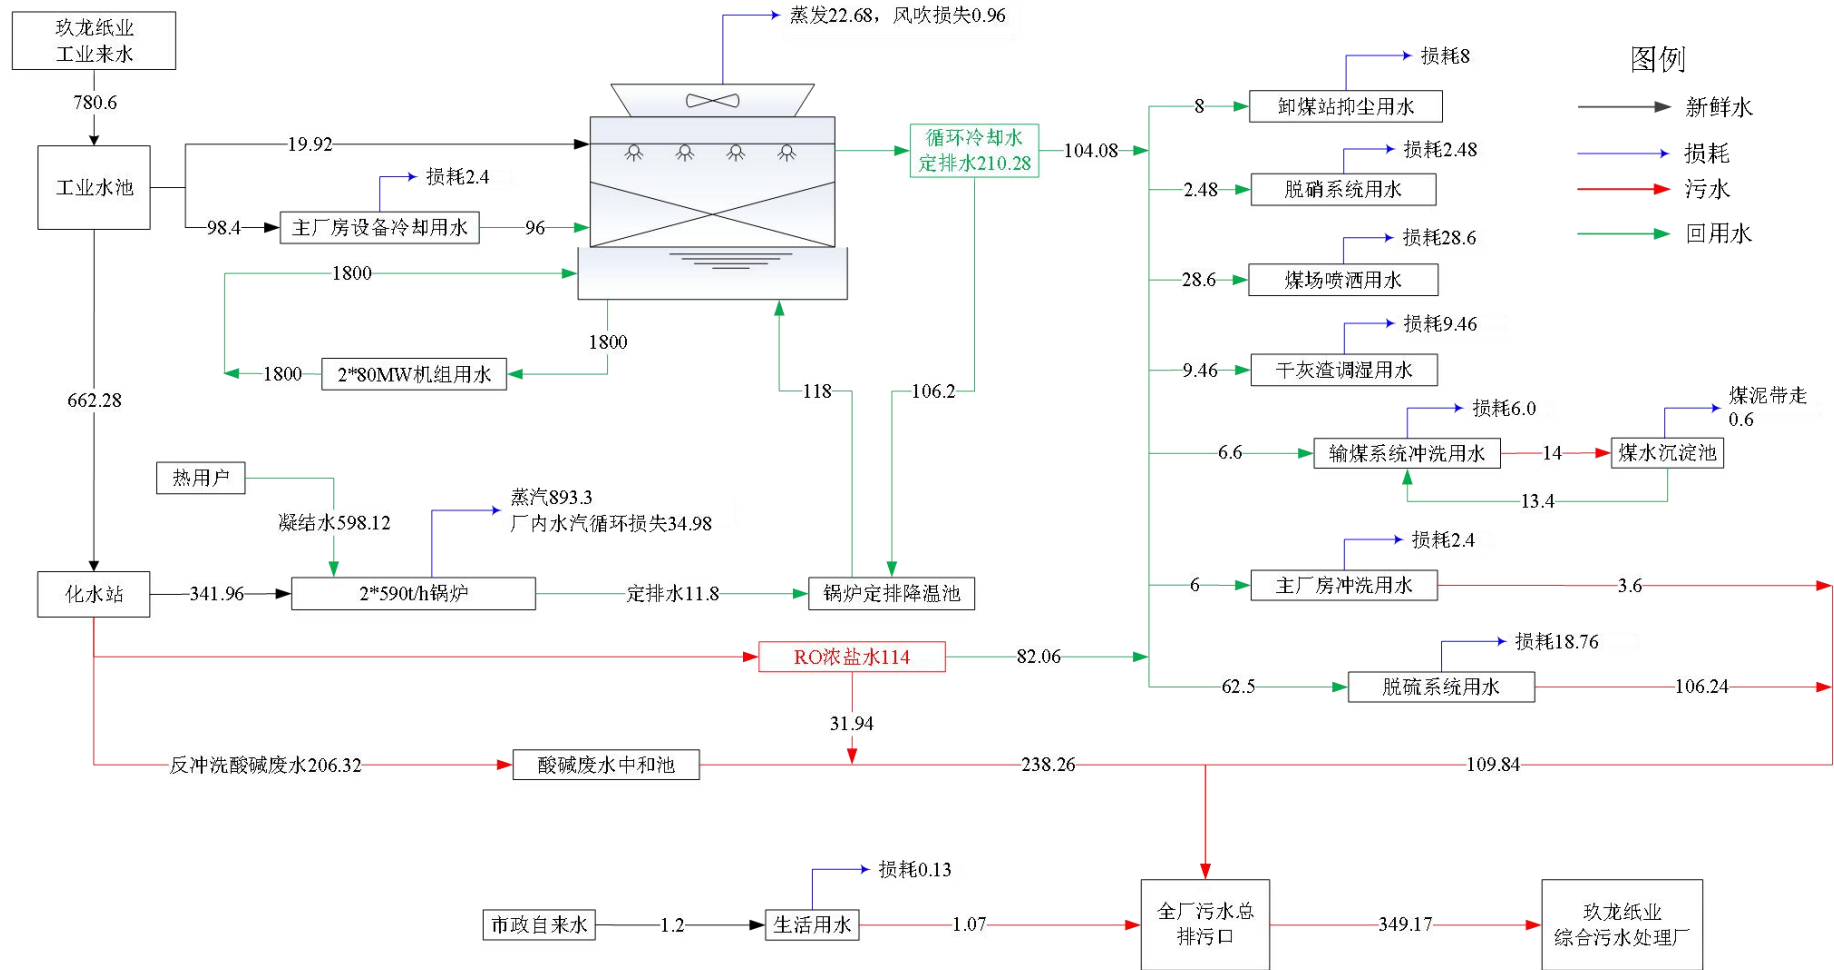 玖龙纸业
工业来水
780.6
工业水池
19.92
98.4
损耗2.4
主厂房设备冷却用水
96
蒸发22.68，风吹损失0.96
1800
1800
2*80MW机组用水
1800
118
106.2
循环冷却水
定排水210.28
104.08
662.28
热用户
凝结水598.12
蒸汽893.3
厂内水汽循环损失34.98
化水站
341.96
2*590t/h锅炉
定排水11.8
锅炉定排降温池
RO浓盐水114
82.06
31.94
反冲洗酸碱废水206.32
酸碱废水中和池
238.26
109.84
8
损耗8
卸煤站抑尘用水
2.48
损耗2.48
脱硝系统用水
28.6
损耗28.6
煤场喷洒用水
9.46
损耗9.46
干灰渣调湿用水
6.6
损耗6.0
输煤系统冲洗用水
14
煤泥带走
0.6
煤水沉淀池
13.4
6
损耗2.4
主厂房冲洗用水
3.6
62.5
损耗18.76
脱硫系统用水
106.24
图例
新鲜水
损耗
污水
回用水
市政自来水
1.2
损耗0.13
生活用水
1.07
全厂污水总
排污口
349.17
玖龙纸业
综合污水处理厂